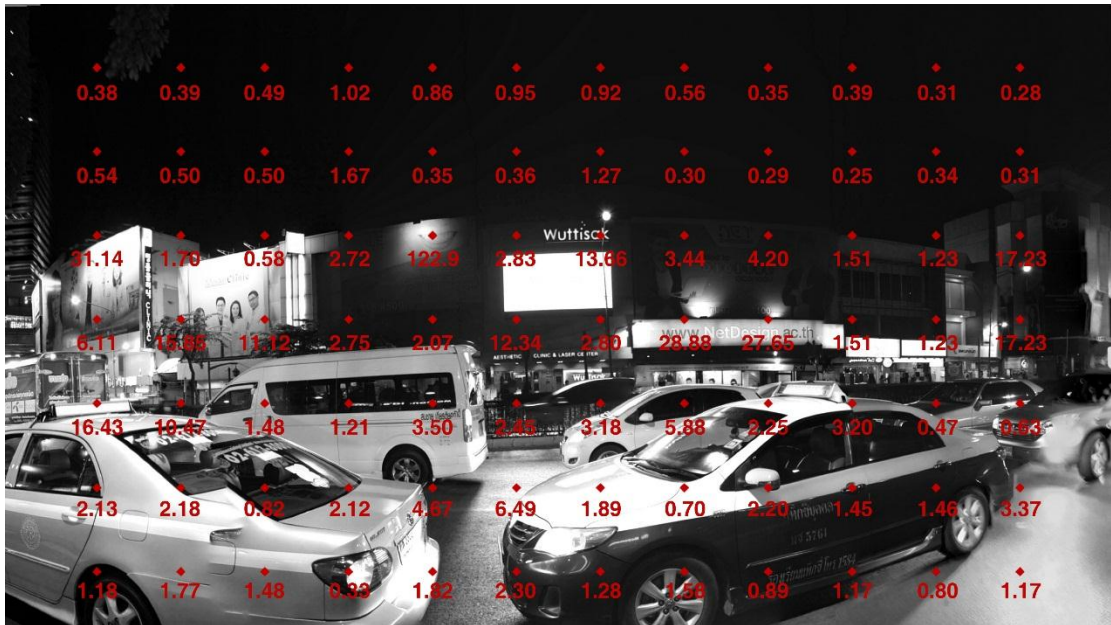 0.38 0.39 0.49 1.02 0.86 0.95 0.92 0.56 0.35 0.39 0.31 0.28
0.54 0.50 0.50 1.67 0.35 0.36 1.27 0.30 0.29 0.25 0.34 0.31
Wuttisak
31.14 1.70 0.58 2.72 122.9 2.83 13.66 3.44 4.20 1.51 1.23 17.23
Clinic
CLINIC
www.NetDesign.ac.th
6.11 15.85 11.12 2.75 2.07 12.34 2.80 28.88 27.65 1.51 1.23 17.23
AESTHETIC CLINIC & LASER CENTER
Wuttisak
16.43 10.47 1.48 1.21 3.50 2.45 3.18 5.88 2.25 3.20 0.47 0.63
2.13 2.18 0.82 2.12 4.67 6.49 1.89 0.70 2.20 1.45 1.46 3.37
มจ 5761
1.18 1.77 1.48 0.33 1.82 2.30 1.28 1.58 0.89 1.17 0.80 1.17